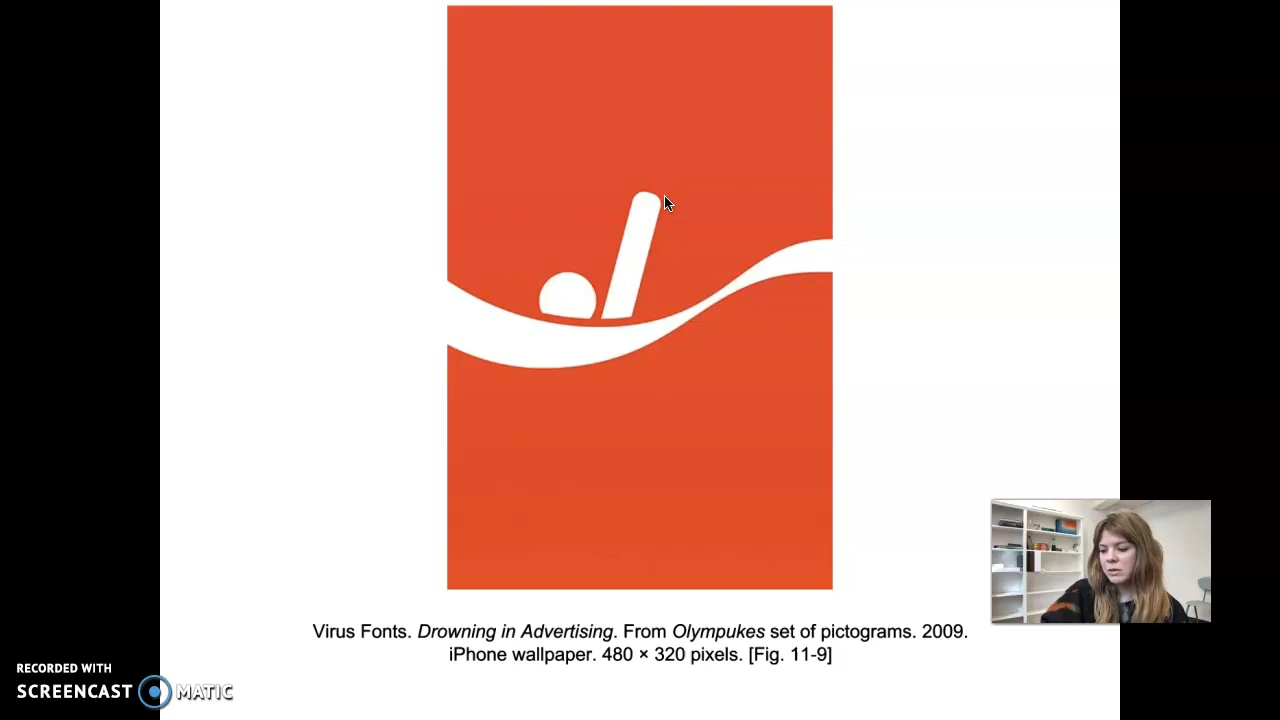 Virus Fonts. Drowning in Advertising. From Olympukes set of pictograms. 2009.
iPhone wallpaper. 480 × 320 pixels. [Fig. 11-9]
RECORDED WITH
SCREENCAST MATIC